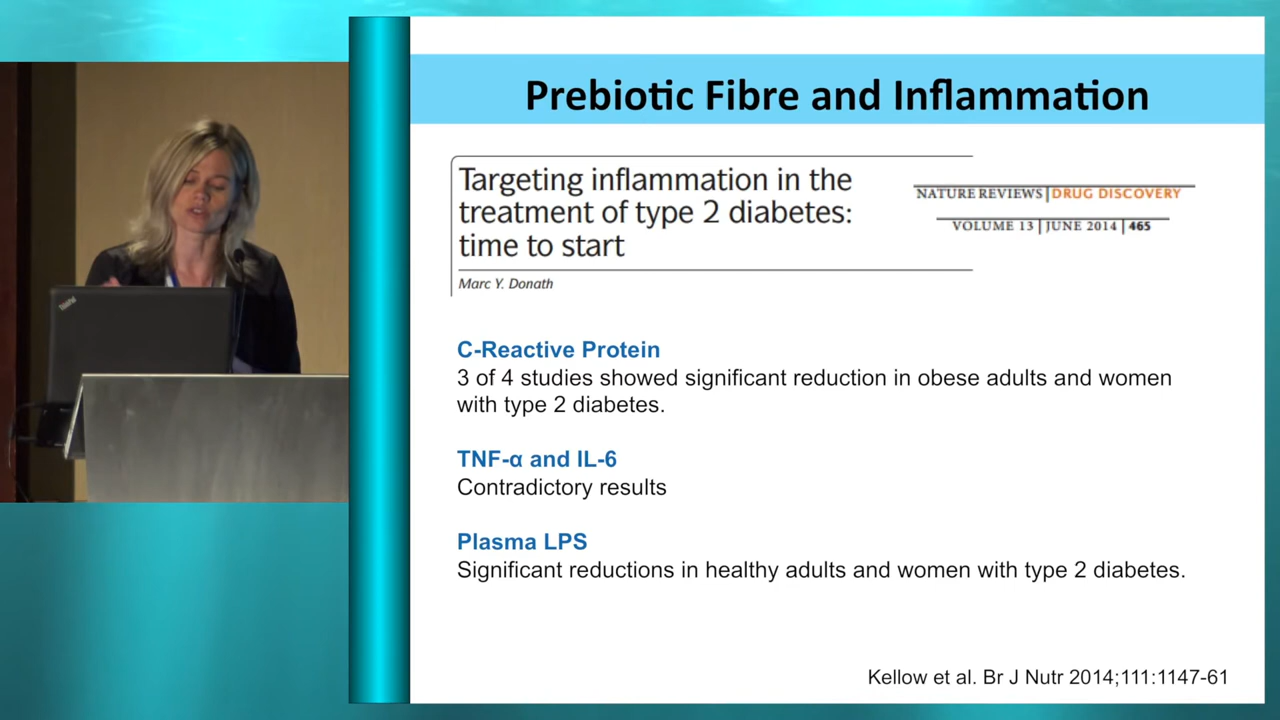 Prebiotic Fibre and Inflammation
Targeting inflammation in the
treatment of type 2 diabetes:
time to start
Marc Y. Donath
NATURE REVIEWS | DRUG DISCOVERY
VOLUME 13 | JUNE 2014 | 465
ThinkPad
C-Reactive Protein
3 of 4 studies showed significant reduction in obese adults and women
with type 2 diabetes.
TNF-α and IL-6
Contradictory results
Plasma LPS
Significant reductions in healthy adults and women with type 2 diabetes.
Kellow et al. Br J Nutr 2014;111:1147-61